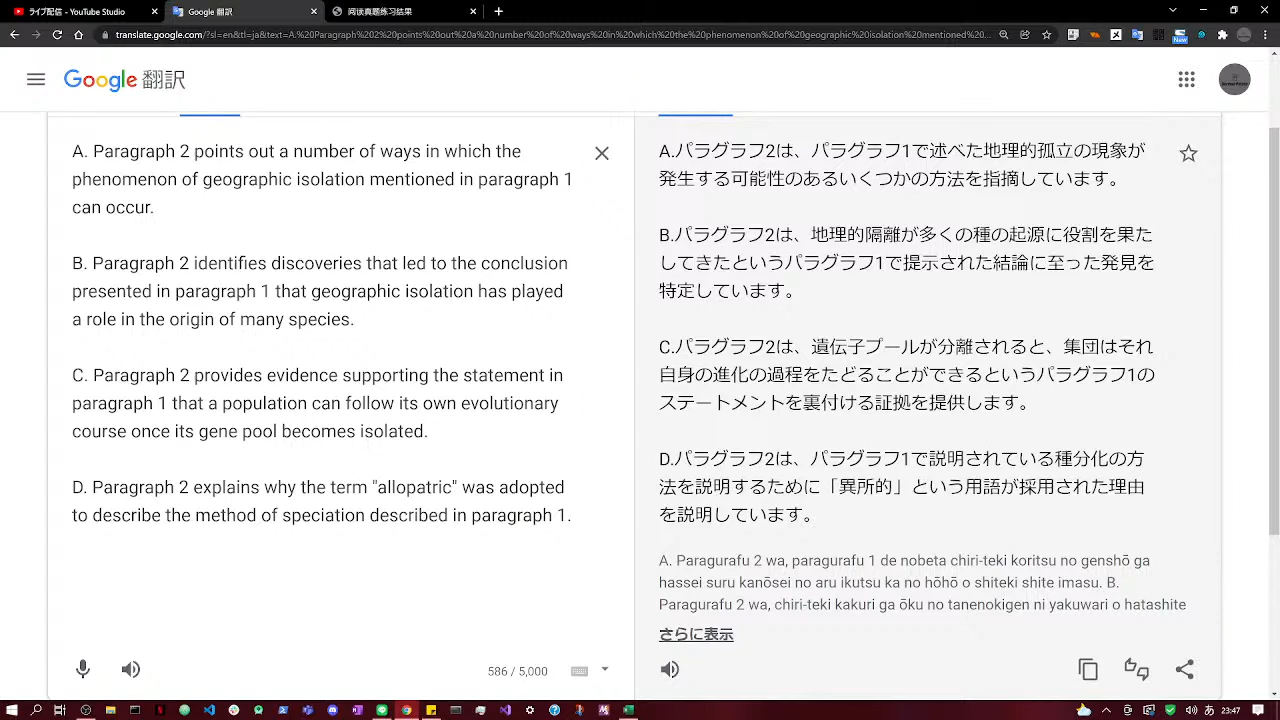 ライブ配信 - YouTube Studio
Google 翻訳
阅读真题练习结果
translate.google.com/?sl=en&tl=ja&text=A.%20Paragraph%202%20points%20out%20a%20number%20of%20ways%20in%20which%20the%20phenomenon%20of%20geographic%20isolation%20mentioned%20...
New
Google 翻訳
A. Paragraph 2 points out a number of ways in which the
phenomenon of geographic isolation mentioned in paragraph 1
can occur.
B. Paragraph 2 identifies discoveries that led to the conclusion
presented in paragraph 1 that geographic isolation has played
a role in the origin of many species.
C. Paragraph 2 provides evidence supporting the statement in
paragraph 1 that a population can follow its own evolutionary
course once its gene pool becomes isolated.
D. Paragraph 2 explains why the term "allopatric" was adopted
to describe the method of speciation described in paragraph 1.
586 / 5,000
A.パラグラフ2は、パラグラフ1で述べた地理的孤立の現象が
発生する可能性のあるいくつかの方法を指摘しています。
B.パラグラフ2は、地理的隔離が多くの種の起源に役割を果た
してきたというパラグラフ1で提示された結論に至った発見を
特定しています。
C.パラグラフ2は、遺伝子プールが分離されると、集団はそれ
自身の進化の過程をたどることができるというパラグラフ1の
ステートメントを裏付ける証拠を提供します。
D.パラグラフ2は、パラグラフ1で説明されている種分化の方
法を説明するために「異所的」という用語が採用された理由
を説明しています。
A. Paragurafu 2 wa, paragurafu 1 de nobeta chiri-teki koritsu no genshō ga
hassei suru kanōsei no aru ikutsu ka no hōhō o shiteki shite imasu. B.
Paragurafu 2 wa, chiri-teki kakuri ga ōku no tanenokigen ni yakuwari o hatashite
さらに表示
あ
23:47